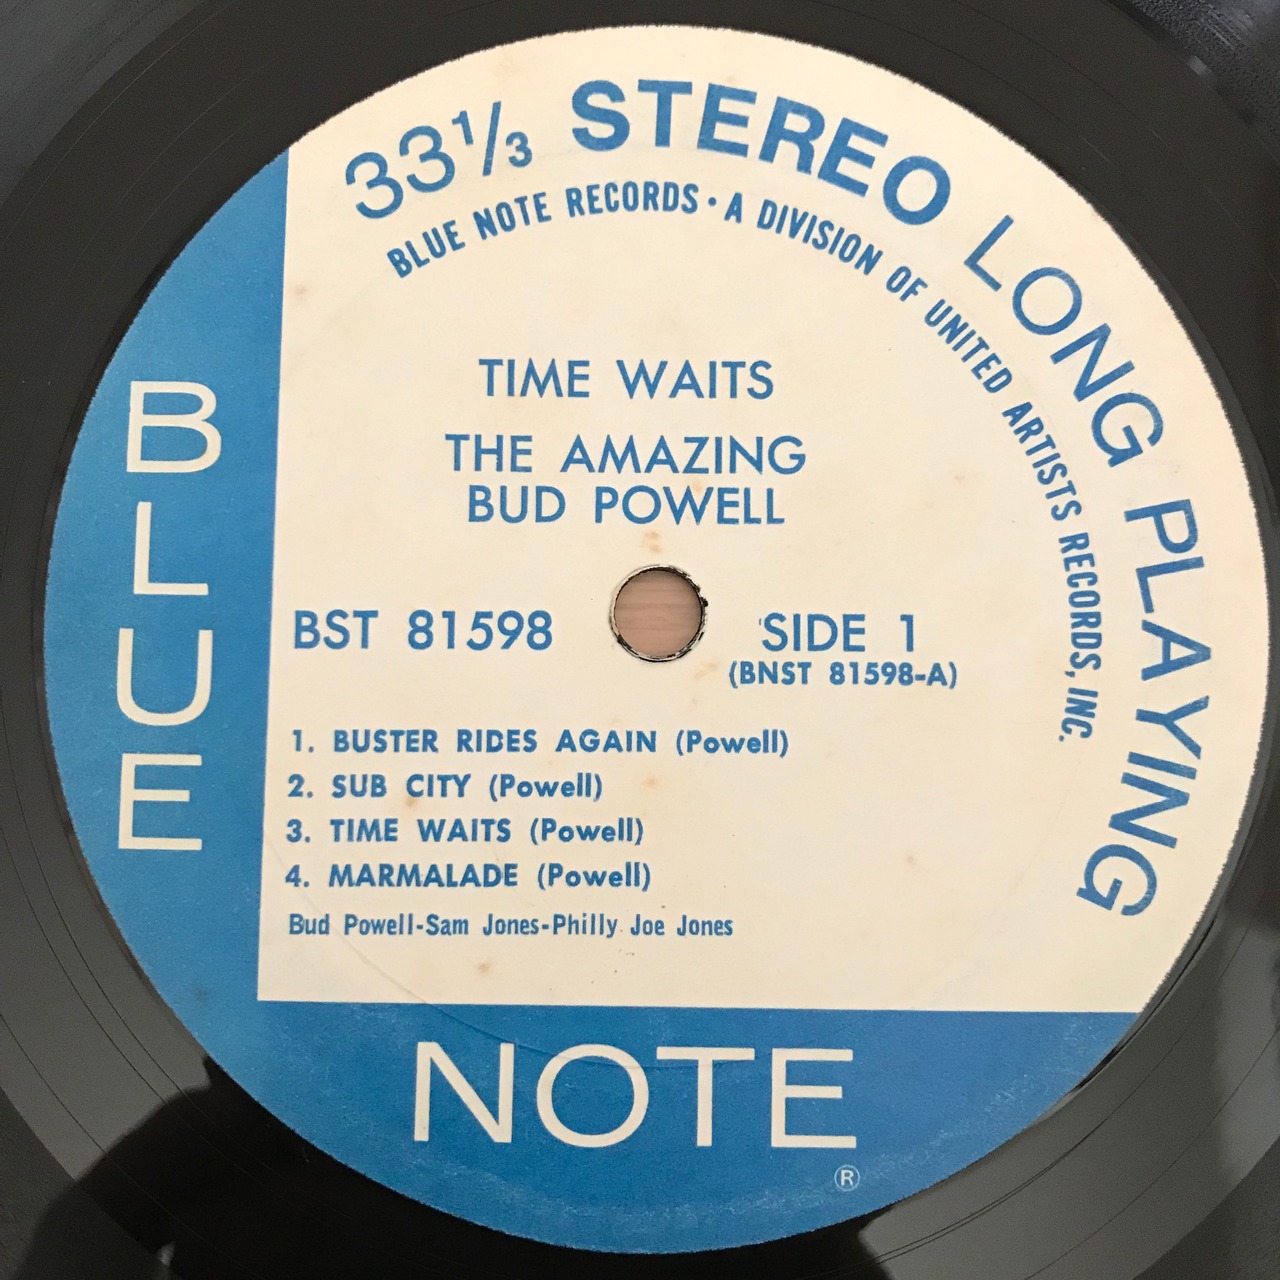 33⅓ STEREO LONG PLAYING
BLUE NOTE RECORDS • A DIVISION OF UNITED ARTISTS RECORDS, INC.
TIME WAITS
THE AMAZING
BUD POWELL
BST 81598
SIDE 1
(BNST 81598-A)
1. BUSTER RIDES AGAIN (Powell)
2. SUB CITY (Powell)
3. TIME WAITS (Powell)
4. MARMALADE (Powell)
Bud Powell-Sam Jones-Philly Joe Jones
BLUE
NOTE
®